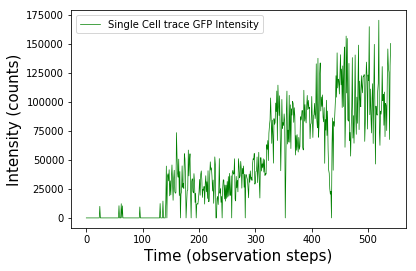 Single Cell trace GFP Intensity
Intensity (counts)
175000
150000
125000
100000
75000
50000
25000
0
0 100 200 300 400 500
Time (observation steps)